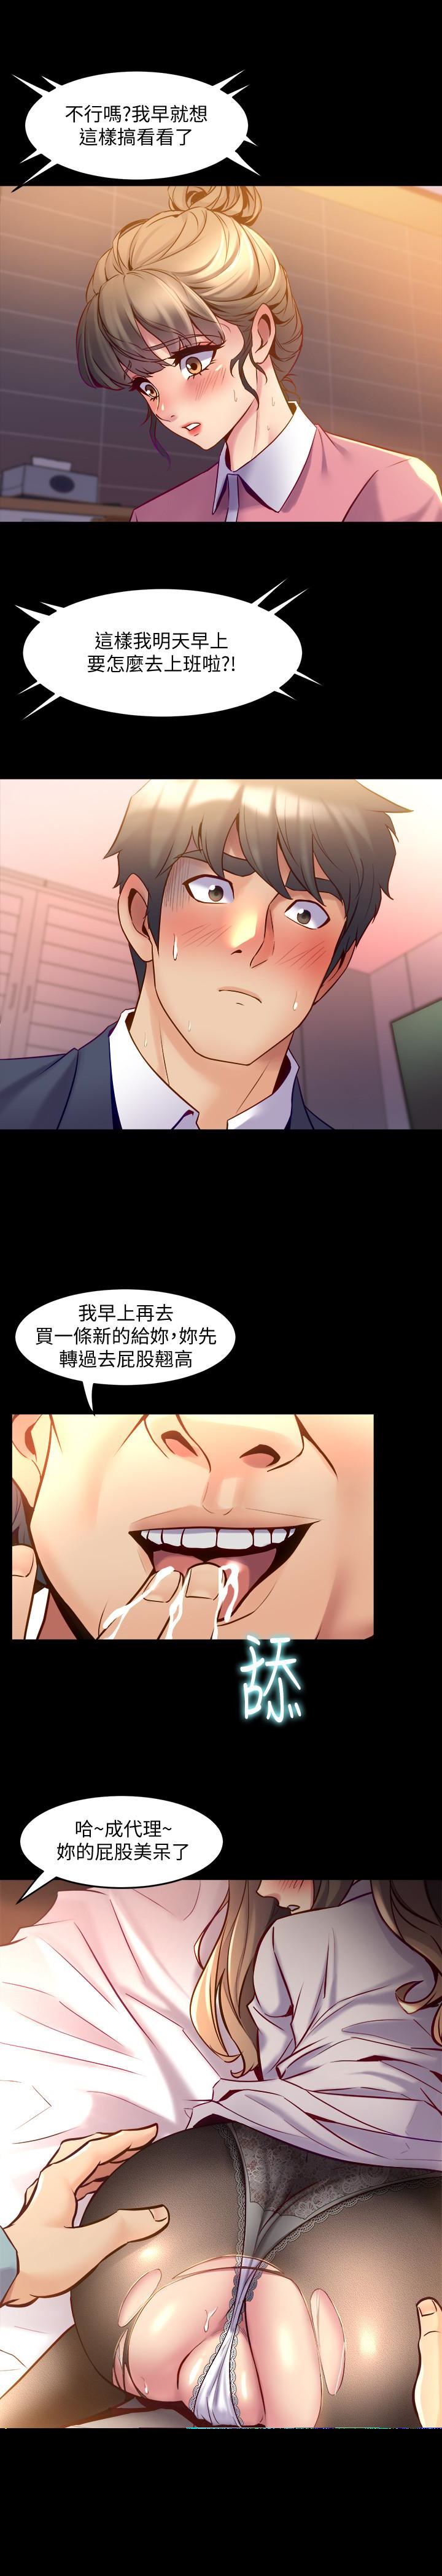 不行嗎?我早就想
這樣搞看看了
這樣我明天早上
要怎麼去上班啦?!
我早上再去
買一條新的給妳,妳先
轉過去屁股翹高
舔
哈~成代理~
妳的屁股美呆了